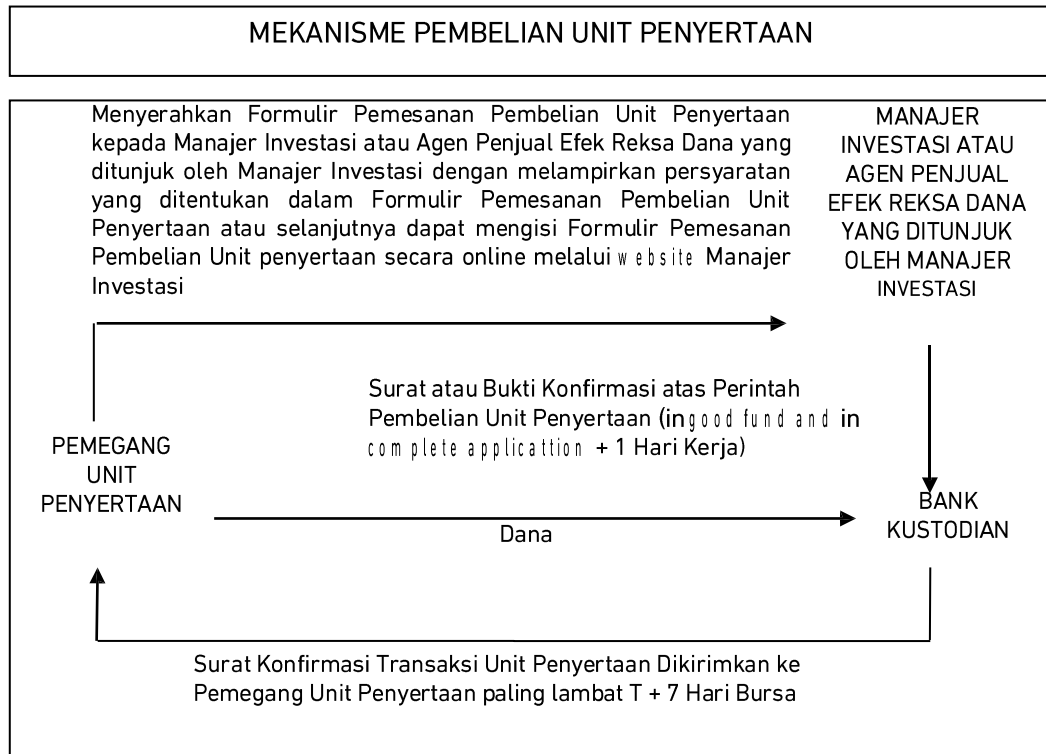 MEKANISME PEMBELIAN UNIT PENYERTAAN
Menyerahkan Formulir Pemesanan Pembelian Unit Penyertaan
kepada Manajer Investasi atau Agen Penjual Efek Reksa Dana yang
ditunjuk oleh Manajer Investasi dengan melampirkan persyaratan
yang ditentukan dalam Formulir Pemesanan Pembelian Unit
Penyertaan atau selanjutnya dapat mengisi Formulir Pemesanan
Pembelian Unit penyertaan secara online melalui website Manajer
Investasi
MANAJER
INVESTASI ATAU
AGEN PENJUAL
EFEK REKSA DANA
YANG DITUNJUK
OLEH MANAJER
INVESTASI
Surat atau Bukti Konfirmasi atas Perintah
Pembelian Unit Penyertaan (in good fund and in
complete applicattion + 1 Hari Kerja)
PEMEGANG
UNIT
PENYERTAAN
Dana
BANK
KUSTODIAN
Surat Konfirmasi Transaksi Unit Penyertaan Dikirimkan ke
Pemegang Unit Penyertaan paling lambat T + 7 Hari Bursa